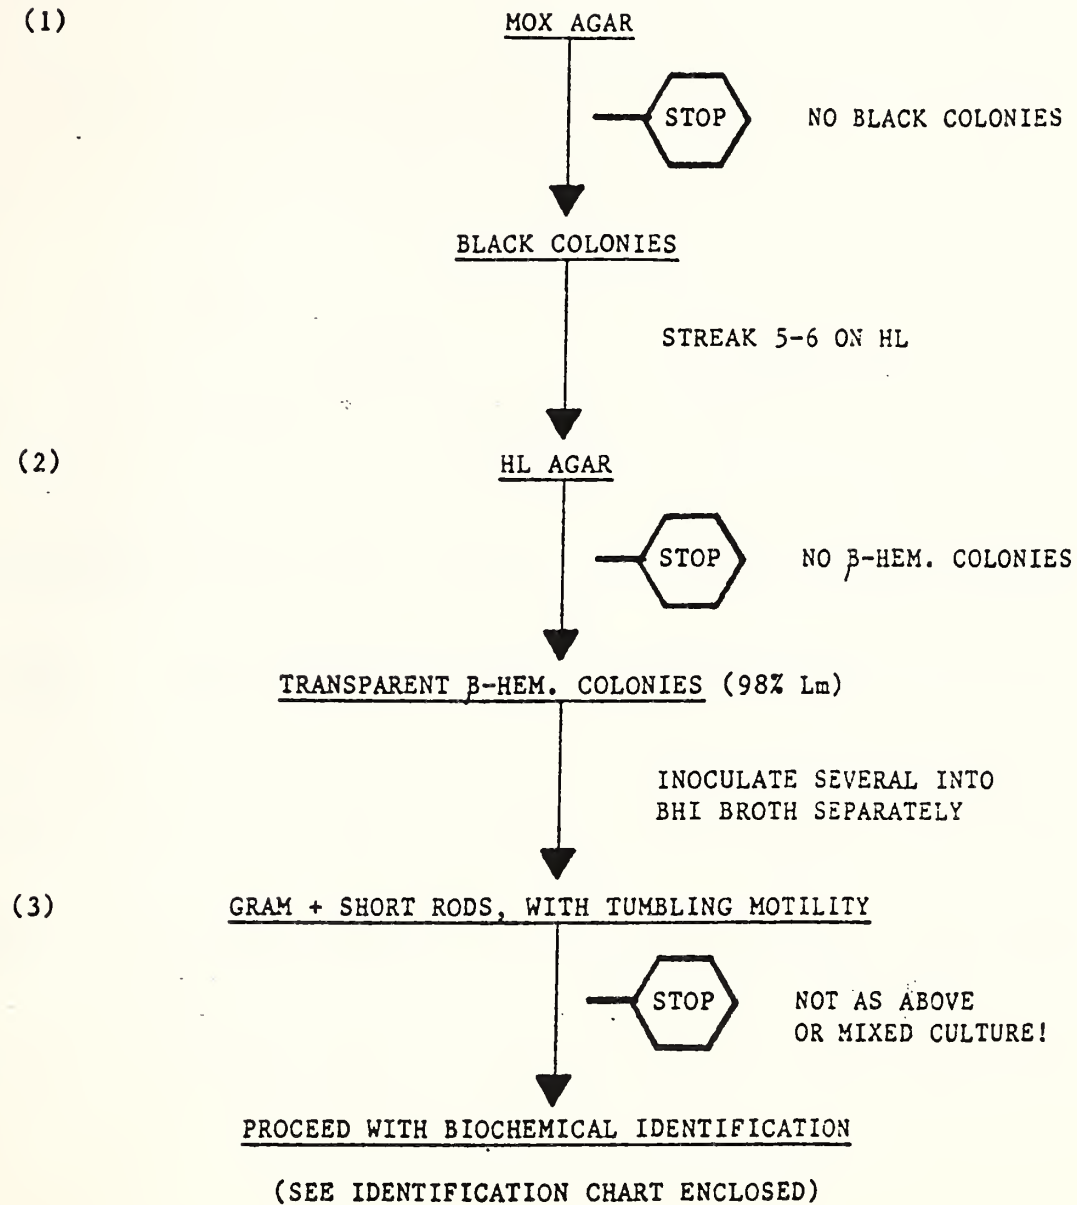 (1)
MOX AGAR
STOP
NO BLACK COLONIES
BLACK COLONIES
STREAK 5-6 ON HL
(2)
HL AGAR
STOP
NO β-HEM. COLONIES
TRANSPARENT β-HEM. COLONIES (98% Lm)
INOCULATE SEVERAL INTO
BHI BROTH SEPARATELY
(3)
GRAM + SHORT RODS, WITH TUMBLING MOTILITY
STOP
NOT AS ABOVE
OR MIXED CULTURE!
PROCEED WITH BIOCHEMICAL IDENTIFICATION
(SEE IDENTIFICATION CHART ENCLOSED)